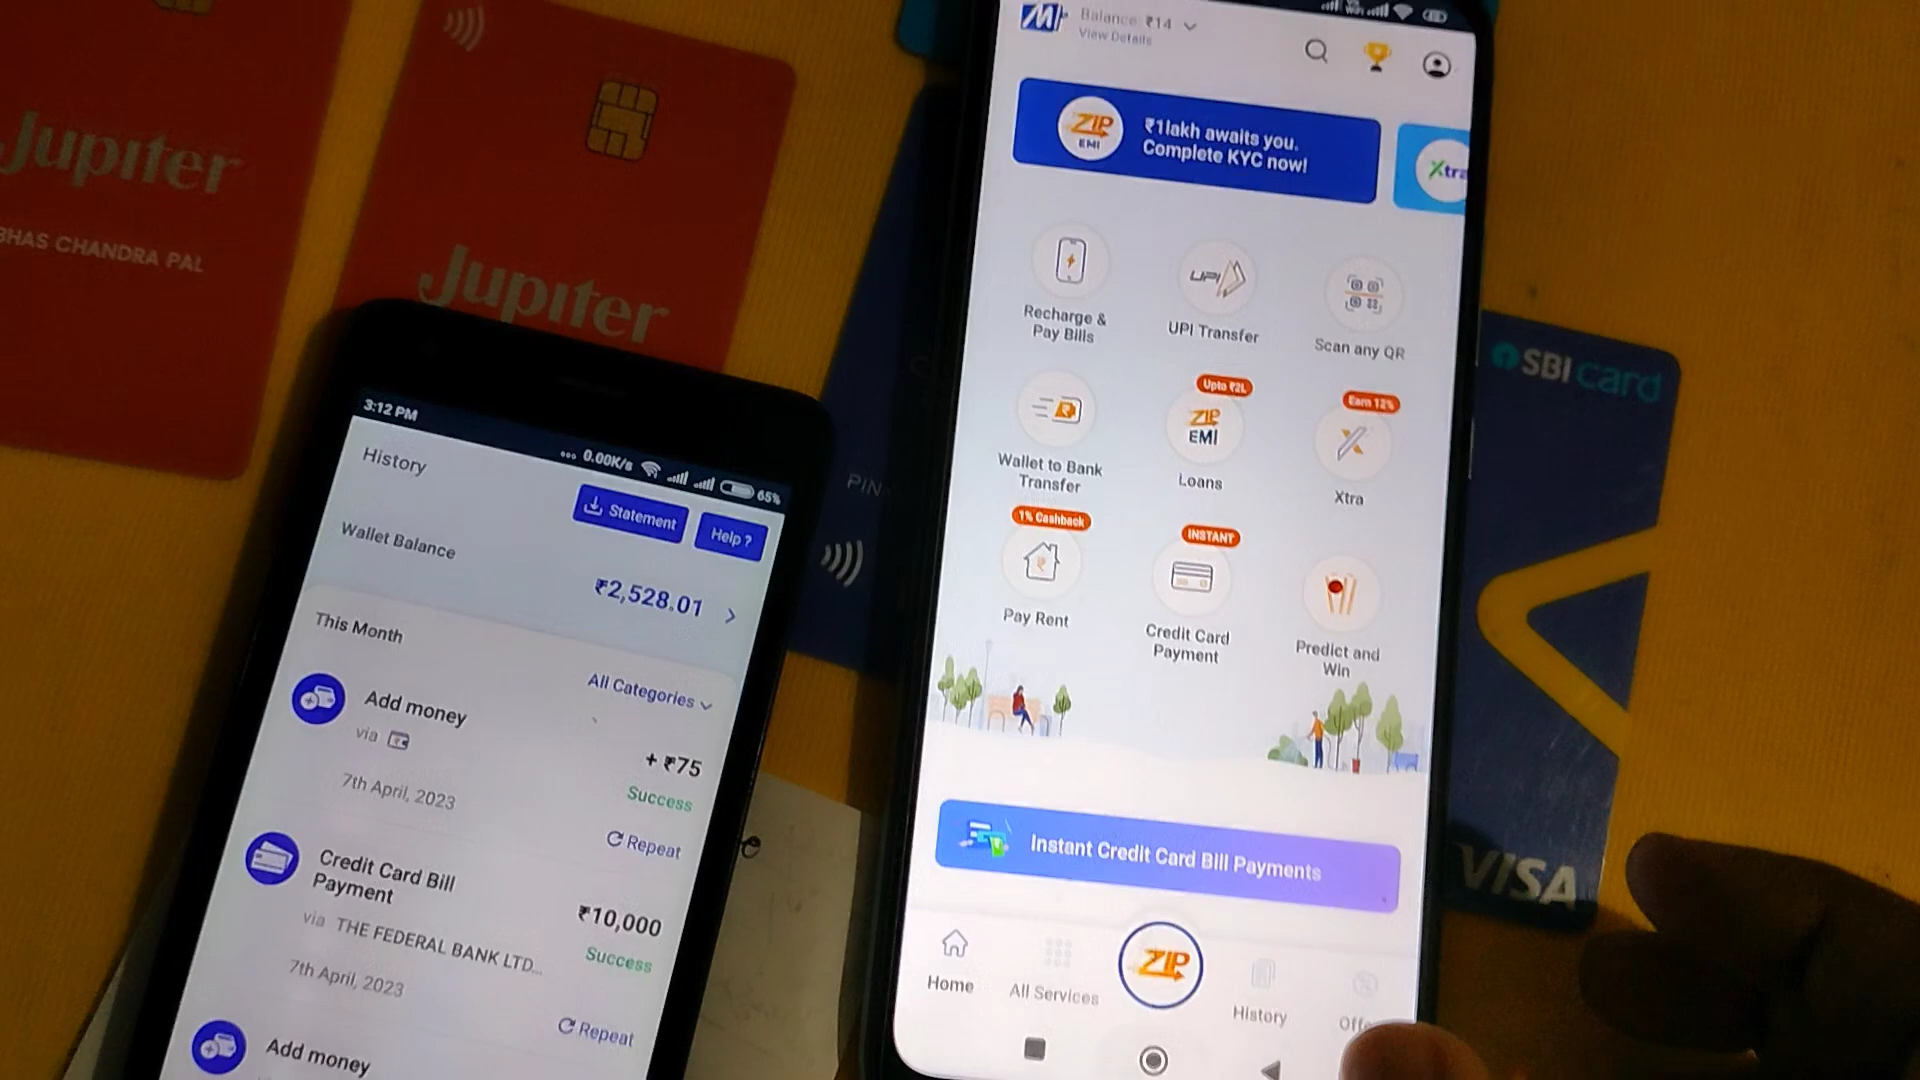 Jupiter
BHAS CHANDRA PAL
Jupiter
3:12 PM
0.00K/s
65%
History
Statement
Help ?
Wallet Balance
₹2,528.01
This Month
All Categories
Add money
via
+ ₹75
7th April, 2023
Success
Repeat
Credit Card Bill
Payment
₹10,000
via THE FEDERAL BANK LTD...
Success
7th April, 2023
Repeat
Add money
PIN
Balance: ₹14
View Details
ZIP
EMI
₹1lakh awaits you.
Complete KYC now!
Xtra
Recharge &
Pay Bills
UPI
UPI Transfer
Scan any QR
Wallet to Bank
Transfer
Upto ₹2L
ZIP
EMI
Loans
Earn 12%
Xtra
1% Cashback
Pay Rent
INSTANT
Credit Card
Payment
Predict and
Win
Instant Credit Card Bill Payments
Home
All Services
ZIP
History
Offe
SBI card
VISA